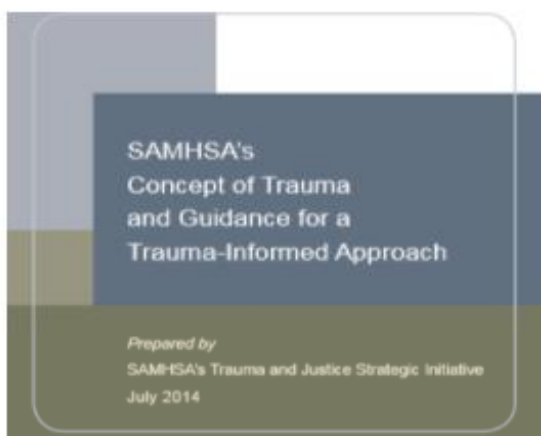 SAMHSA's
Concept of Trauma
and Guidance for a
Trauma-Informed Approach
Prepared by
SAMHSA's Trauma and Justice Strategic Initiative
July 2014